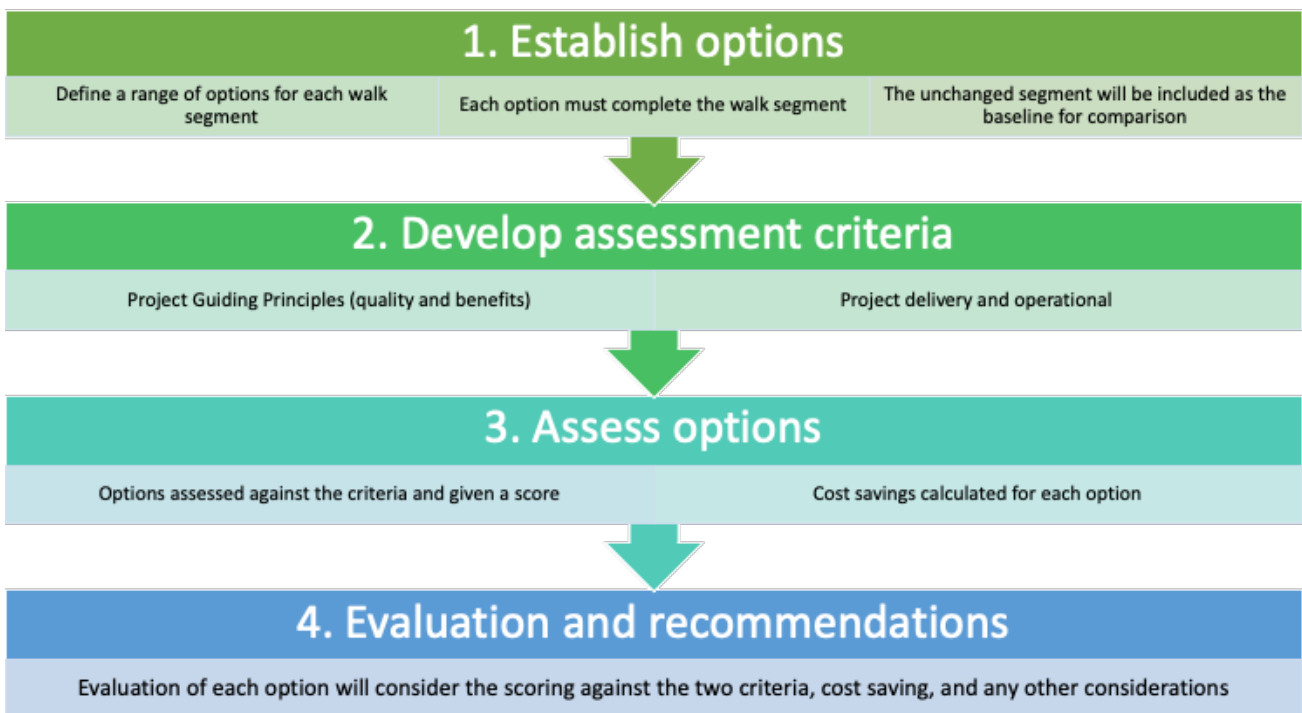 1. Establish options
Define a range of options for each walk
segment
Each option must complete the walk segment
The unchanged segment will be included as the
baseline for comparison
2. Develop assessment criteria
Project Guiding Principles (quality and benefits)
Project delivery and operational
3. Assess options
Options assessed against the criteria and given a score
Cost savings calculated for each option
4. Evaluation and recommendations
Evaluation of each option will consider the scoring against the two criteria, cost saving, and any other considerations